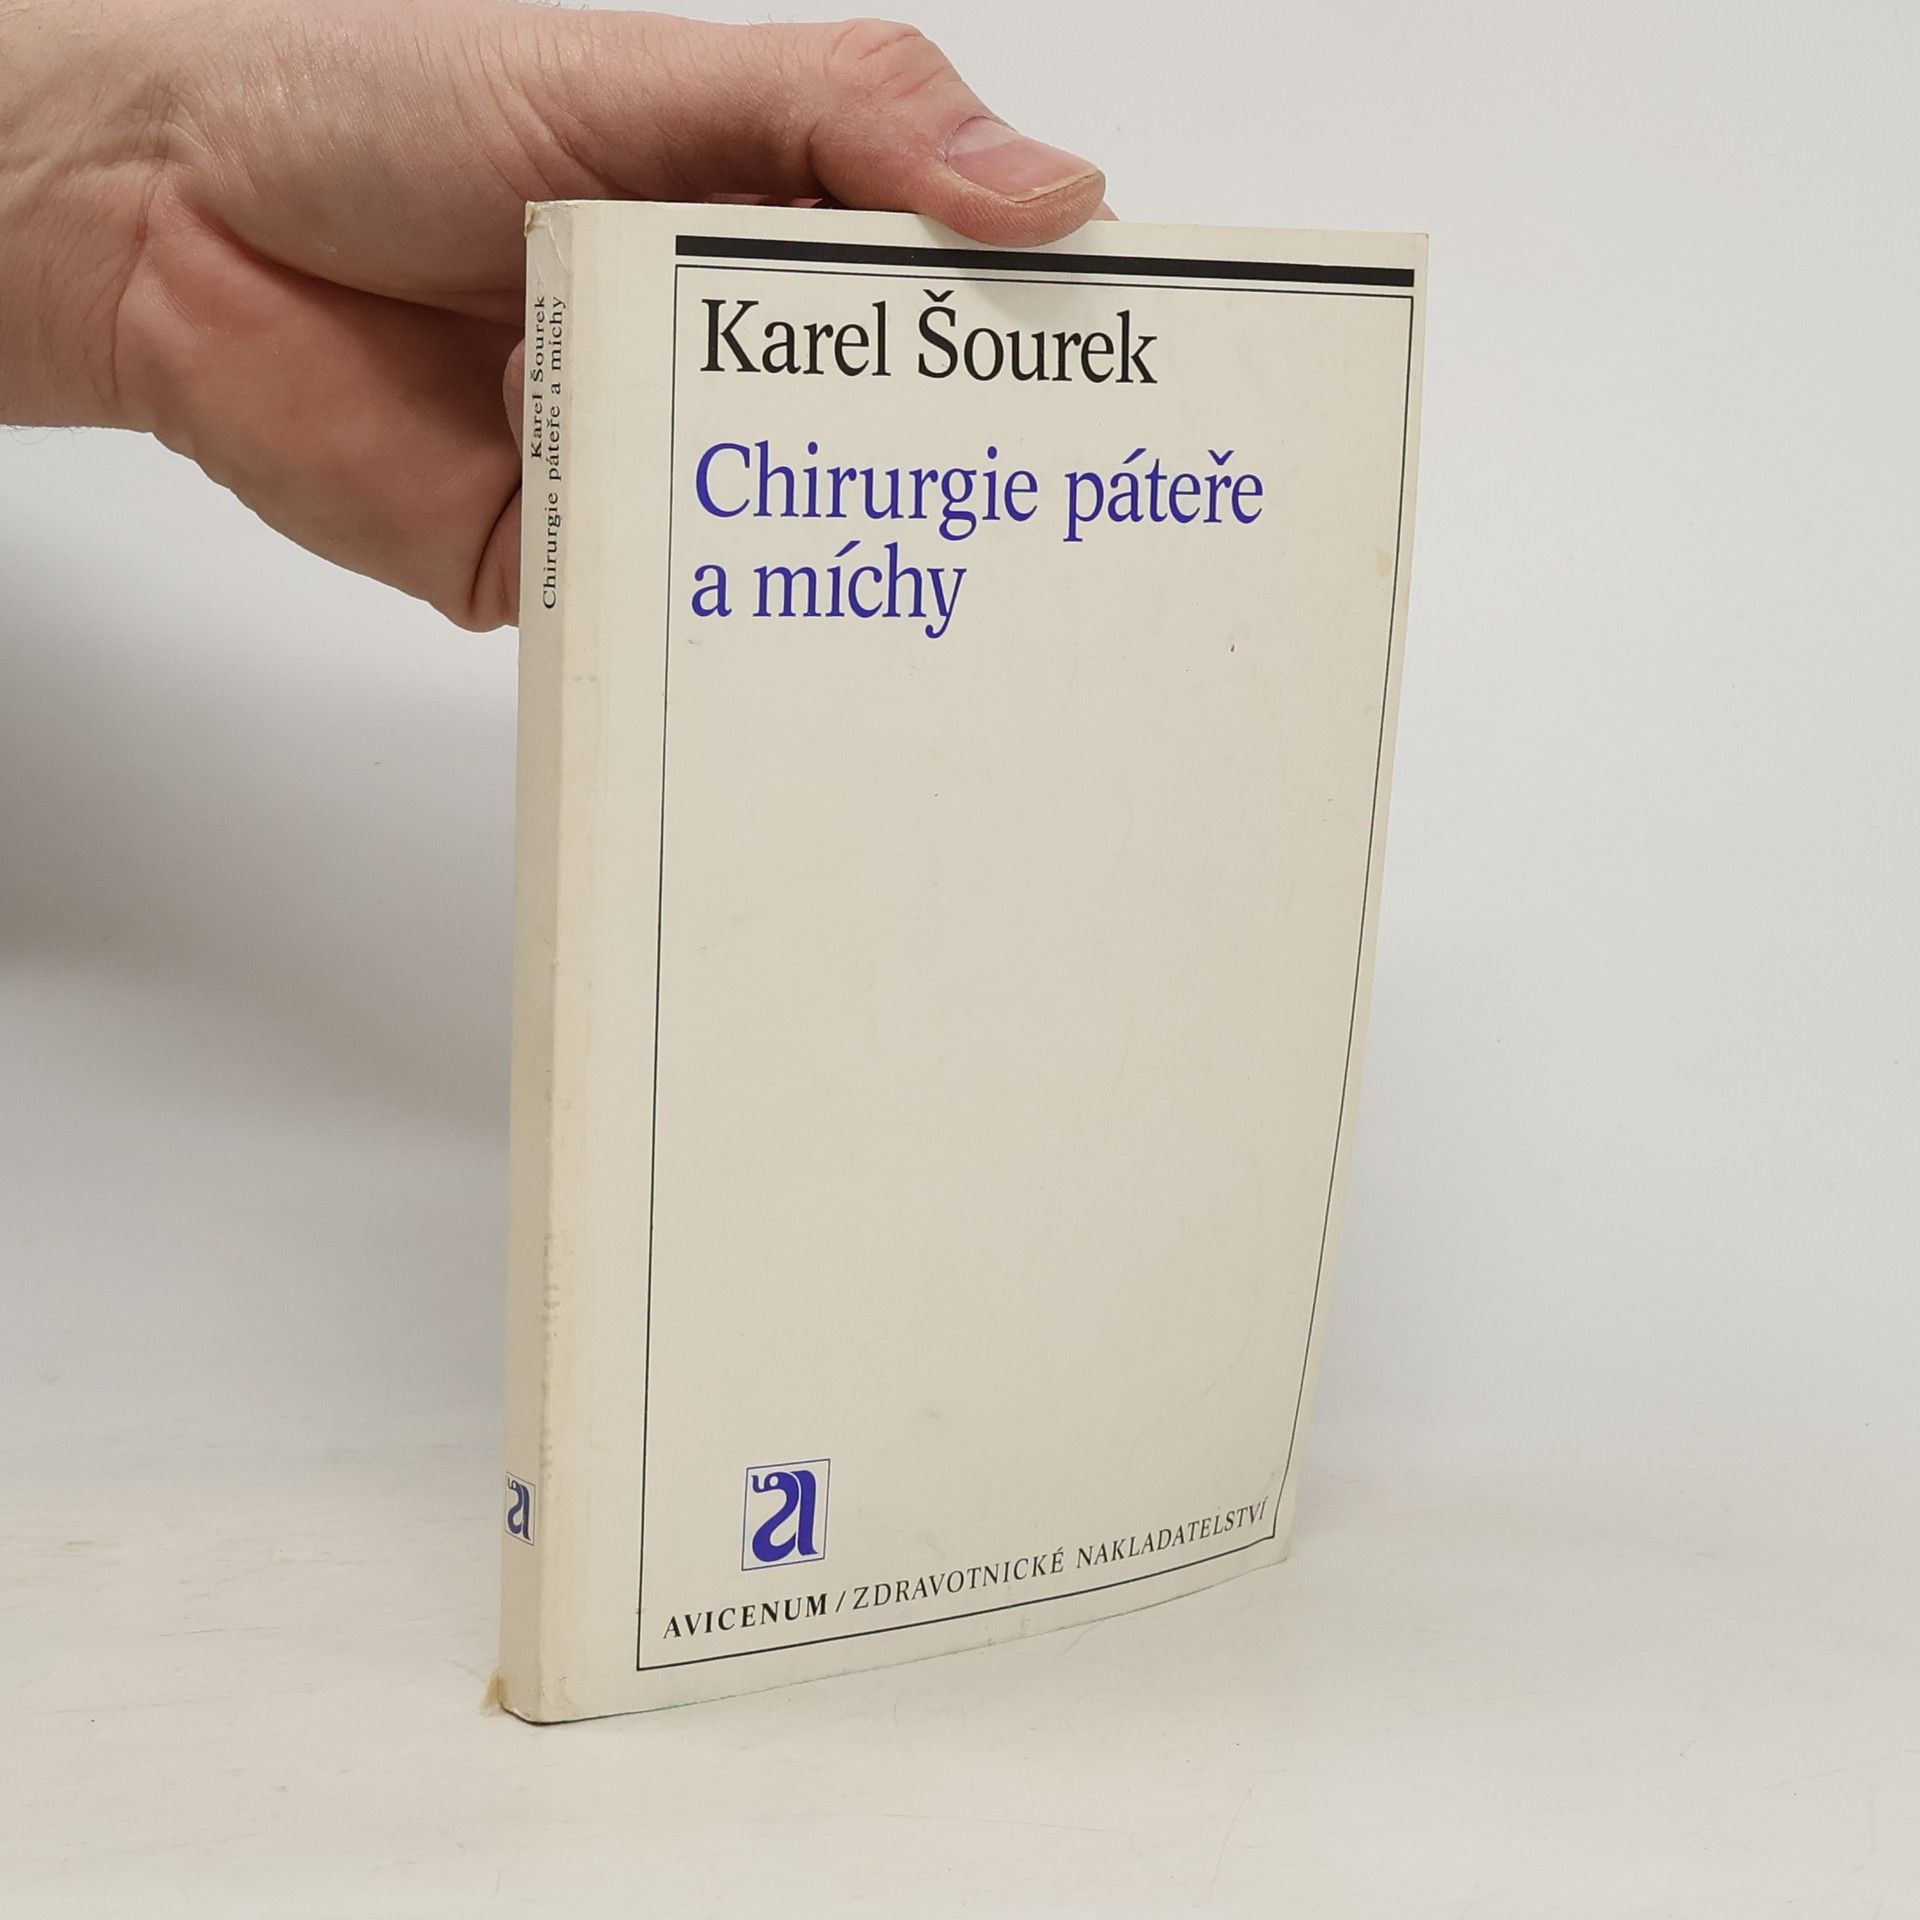 Karel Šourek
Chirurgie páteře a míchy
Karel Šourek
Chirurgie páteře
a míchy
a
a
AVICENUM / ZDRAVOTNICKÉ NAKLADATELSTVÍ